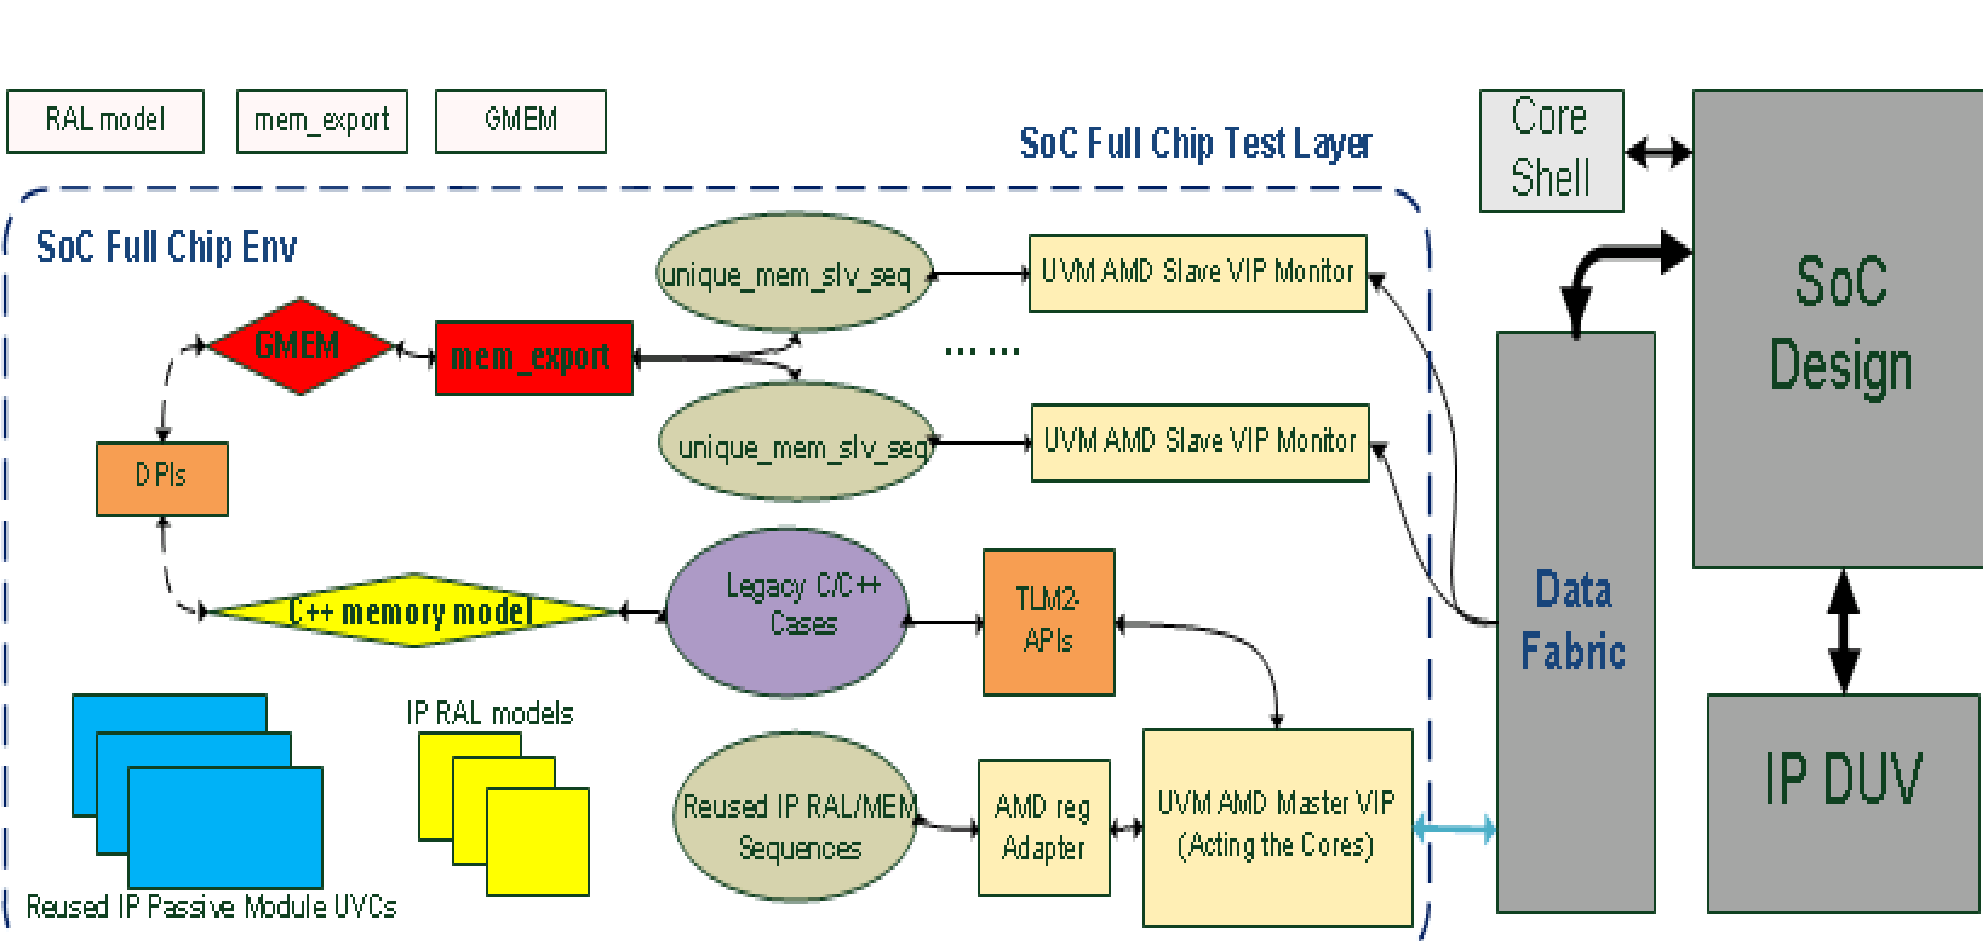 RAL model
mem_export
GMEM
SoC Full Chip Test Layer
Core
Shell
SoC Full Chip Env
unique_mem_slv_seq
UVM AMD Slave VIP Monitor
SoC
Design
GMEM
mem_export
... ...
unique_mem_slv_seq
UVM AMD Slave VIP Monitor
DPIs
Legacy C/C++
Cases
TLM2-
APIs
Data
Fabric
C++ memory model
IP RAL models
IP DUV
Reused IP RAL/MEM
Sequences
AMD reg
Adapter
UVM AMD Master VIP
(Acting the Cores)
Reused IP Passive Module UVCs